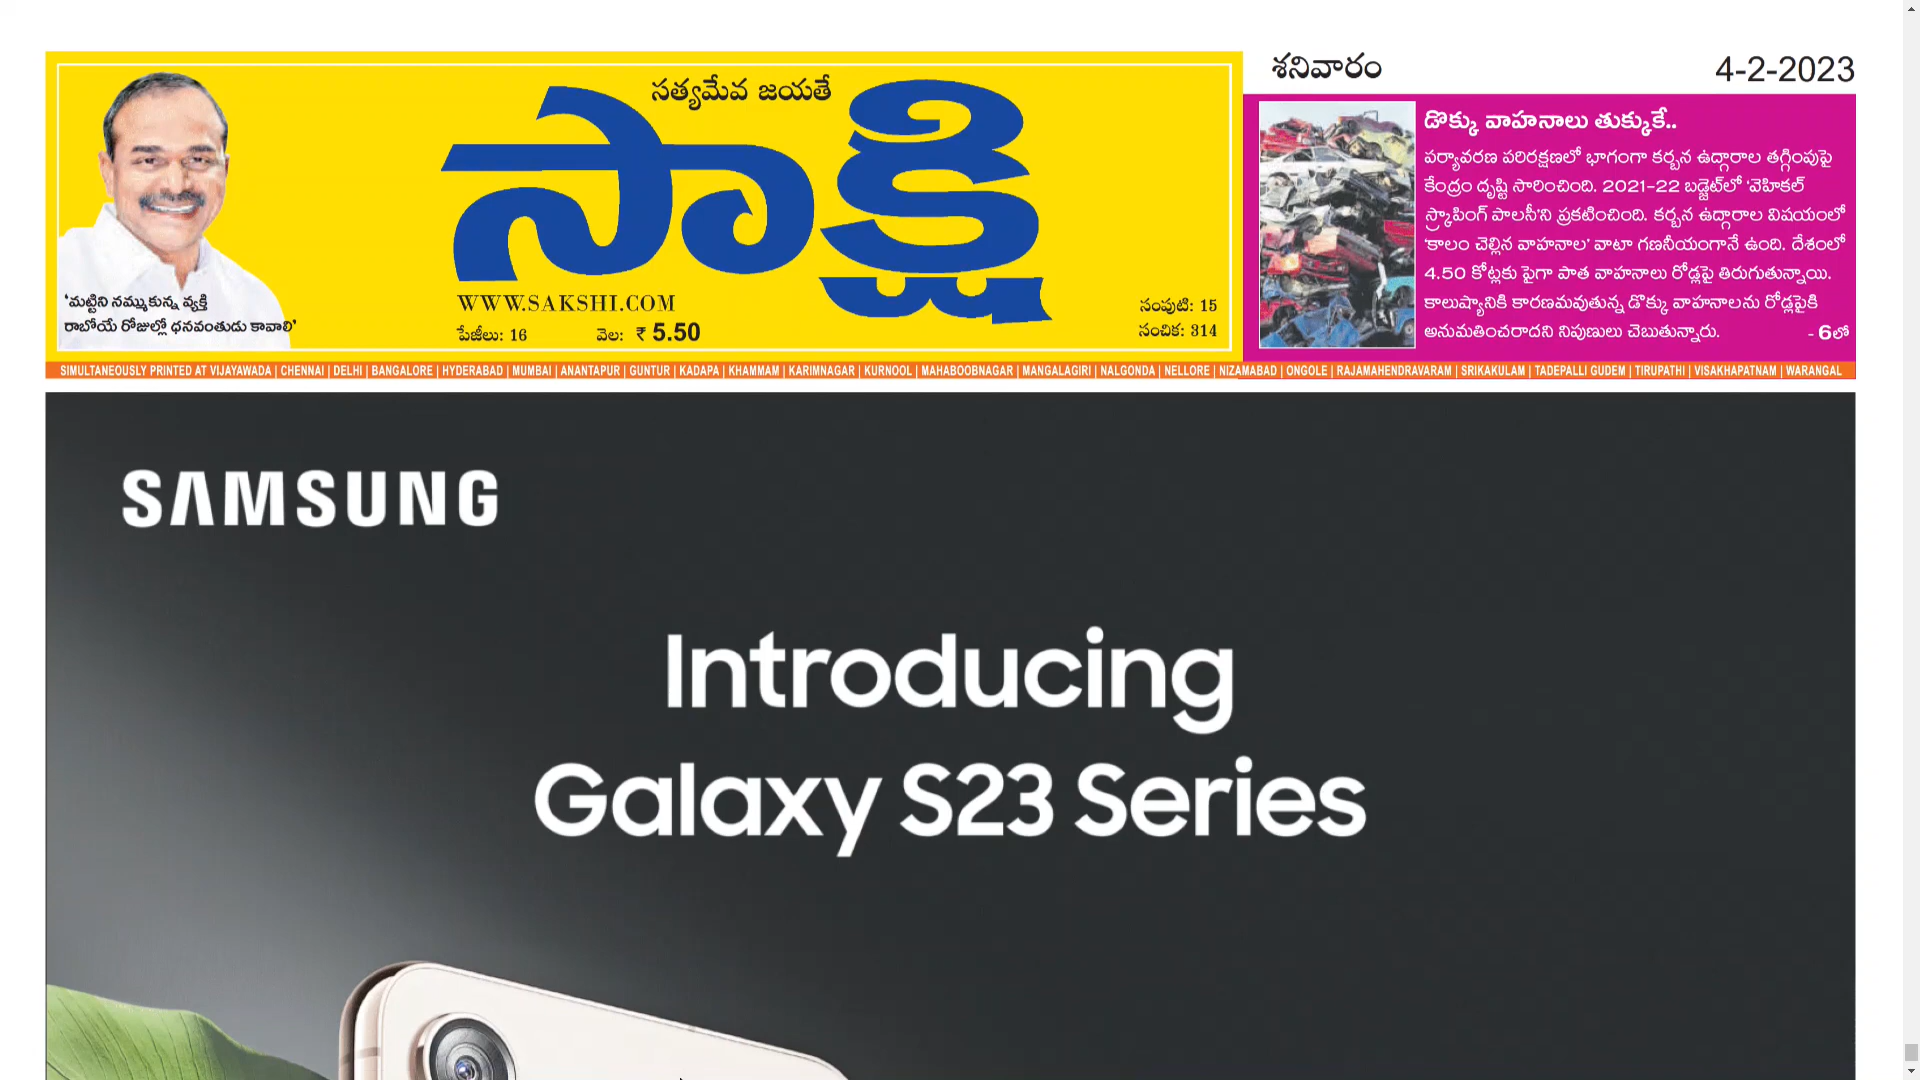 శనివారం 4-2-2023
సత్యమేవ జయతే
సాక్షి
'మట్టిని నమ్ముకున్న వ్యక్తి
రాబోయే రోజుల్లో ధనవంతుడు కావాలి'
WWW.SAKSHI.COM
పేజీలు: 16 వెల: ₹ 5.50
సంపుటి: 15
సంచిక: 314
డొక్కు వాహనాలు తుక్కుకే..
పర్యావరణ పరిరక్షణలో భాగంగా కర్బన ఉద్గారాల తగ్గింపుపై
కేంద్రం దృష్టి సారించింది. 2021-22 బడ్జెట్‌లో 'వెహికల్
స్క్రాపింగ్ పాలసీ'ని ప్రకటించింది. కర్బన ఉద్గారాల విషయంలో
'కాలం చెల్లిన వాహనాల' వాటా గణనీయంగానే ఉంది. దేశంలో
4.50 కోట్లకు పైగా పాత వాహనాలు రోడ్లపై తిరుగుతున్నాయి.
కాలుష్యానికి కారణమవుతున్న డొక్కు వాహనాలను రోడ్లపైకి
అనుమతించరాదని నిపుణులు చెబుతున్నారు. - 6లో
SIMULTANEOUSLY PRINTED AT VIJAYAWADA | CHENNAI | DELHI | BANGALORE | HYDERABAD | MUMBAI | ANANTAPUR | GUNTUR | KADAPA | KHAMMAM | KARIMNAGAR | KURNOOL | MAHABOOBNAGAR | MANGALAGIRI | NALGONDA | NELLORE | NIZAMABAD | ONGOLE | RAJAMAHENDRAVARAM | SRIKAKULAM | TADEPALLI GUDEM | TIRUPATHI | VISAKHAPATNAM | WARANGAL
SAMSUNG
Introducing
Galaxy S23 Series